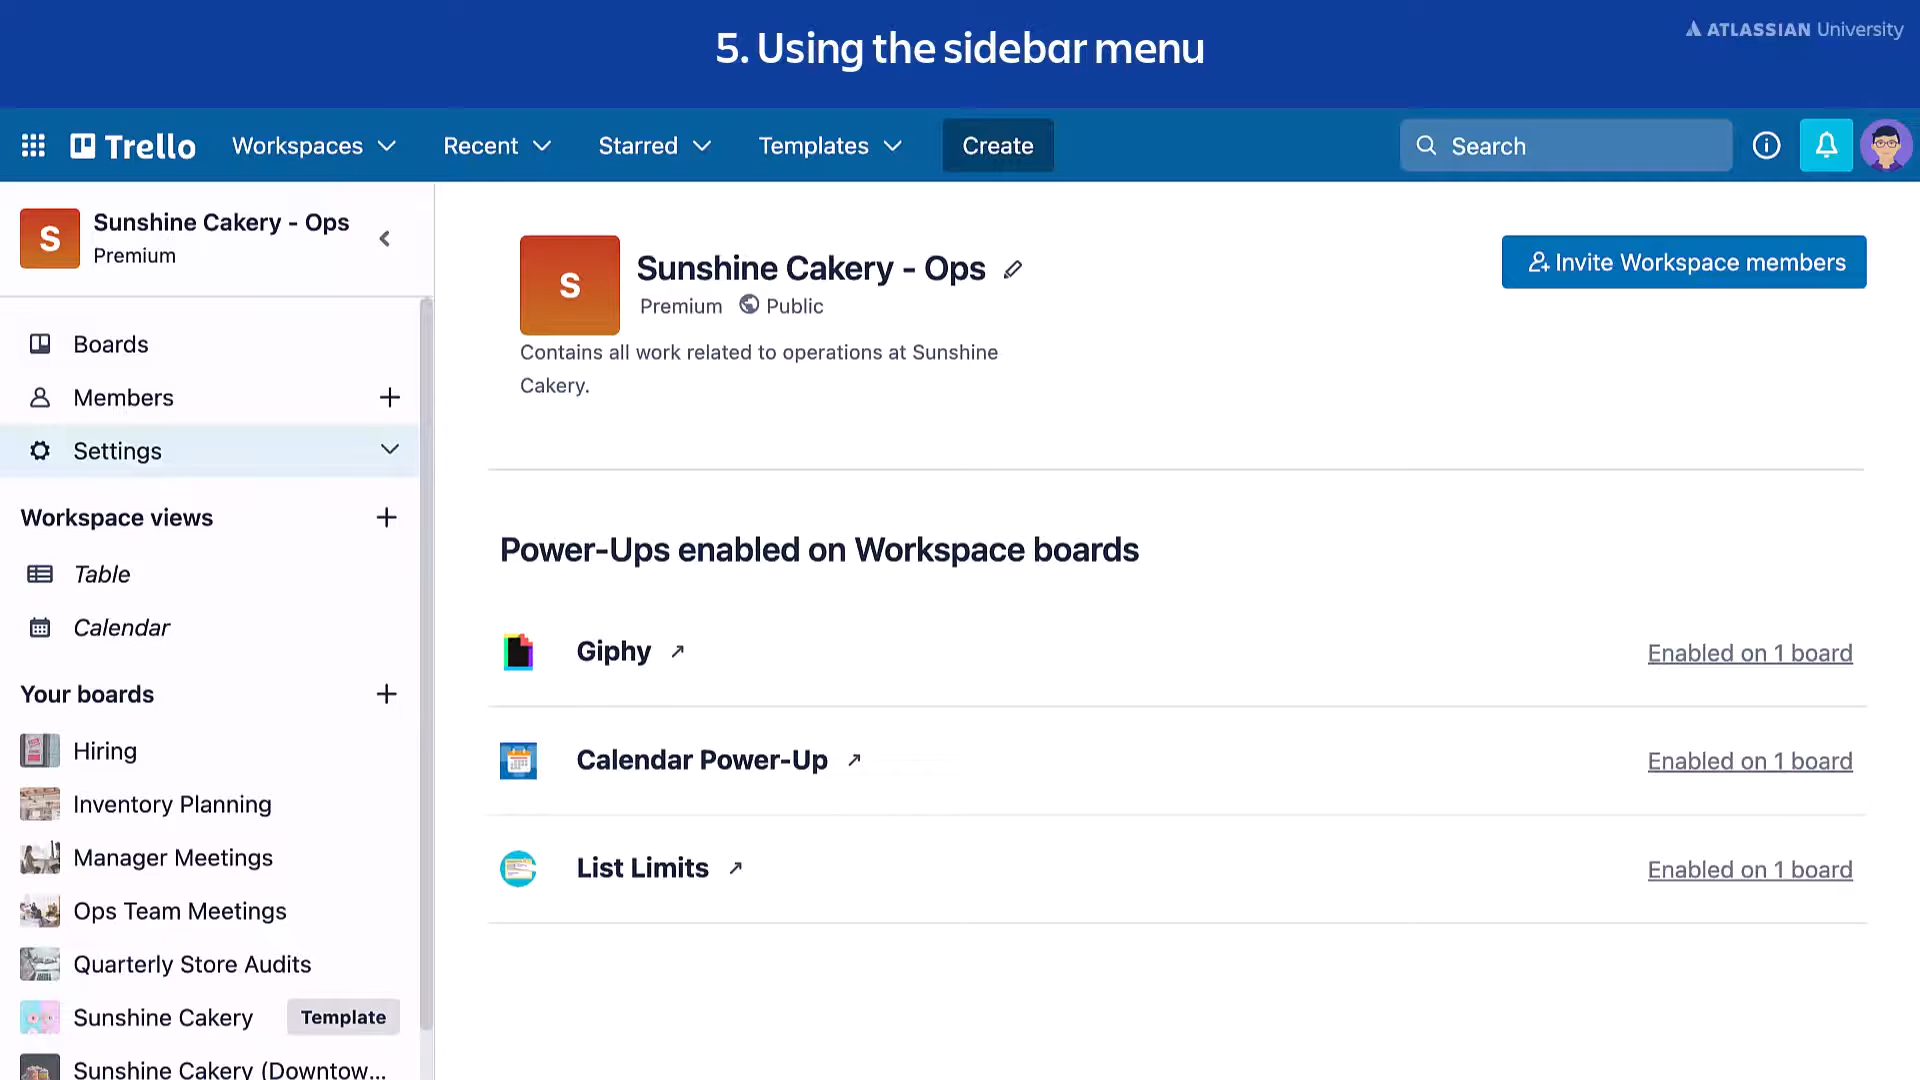 5. Using the sidebar menu
ATLASSIAN University
Trello
Workspaces
Recent
Starred
Templates
Create
Search
S
Sunshine Cakery - Ops
Premium
Boards
Members
Settings
Workspace views
Table
Calendar
Your boards
Hiring
Inventory Planning
Manager Meetings
Ops Team Meetings
Quarterly Store Audits
Sunshine Cakery
Template
Sunshine Cakery (Downtow...
S
Sunshine Cakery - Ops
Premium
Public
Contains all work related to operations at Sunshine
Cakery.
Invite Workspace members
Power-Ups enabled on Workspace boards
Giphy
Enabled on 1 board
Calendar Power-Up
Enabled on 1 board
List Limits
Enabled on 1 board